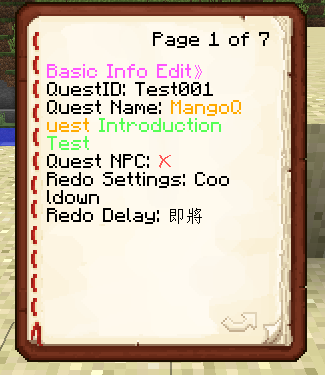 Page 1 of 7
Basic Info Edit》
QuestID: Test001
Quest Name: MangoQ
uest Introduction
Test
Quest NPC: X
Redo Settings: Coo
ldown
Redo Delay: 即將